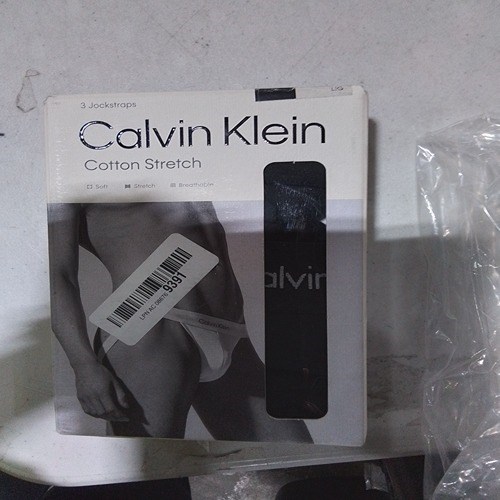 3 Jockstraps
Calvin Klein
Cotton Stretch
Soft Stretch Breathable
alvin
9391